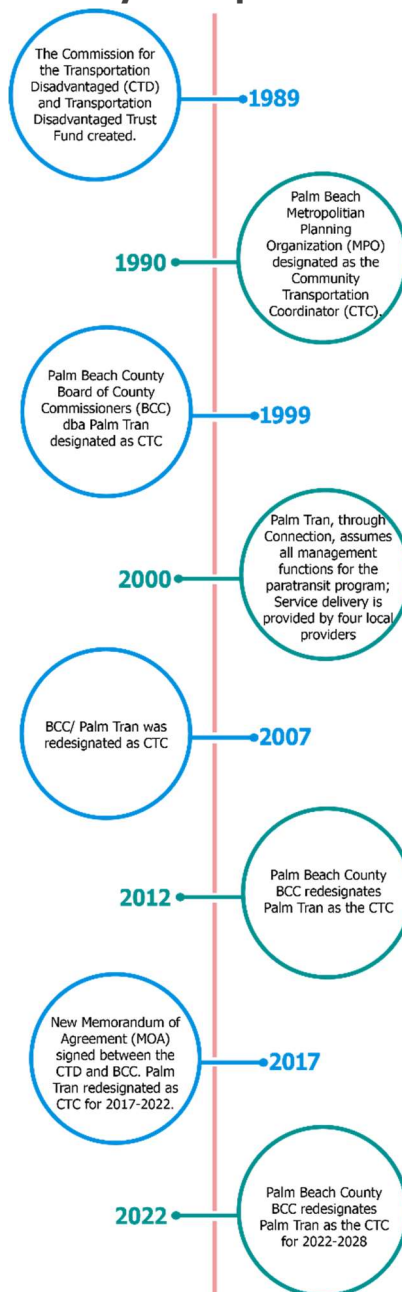 The Commission for
the Transportation
Disadvantaged (CTD)
and Transportation
Disadvantaged Trust
Fund created.
1989
Palm Beach
Metropolitian
Planning
Organization (MPO)
designated as the
Community
Transportation
Coordinator (CTC).
1990
Palm Beach County
Board of County
Commissioners (BCC)
dba Palm Tran
designated as CTC
1999
Palm Tran, through
Connection, assumes
all management
functions for the
paratransit program;
Service delivery is
provided by four local
providers
2000
BCC/ Palm Tran was
redesignated as CTC
2007
Palm Beach County
BCC redesignates
Palm Tran as the CTC
2012
New Memorandum of
Agreement (MOA)
signed between the
CTD and BCC. Palm
Tran redesignated as
CTC for 2017-2022.
2017
Palm Beach County
BCC redesignates
Palm Tran as the CTC
for 2022-2028
2022